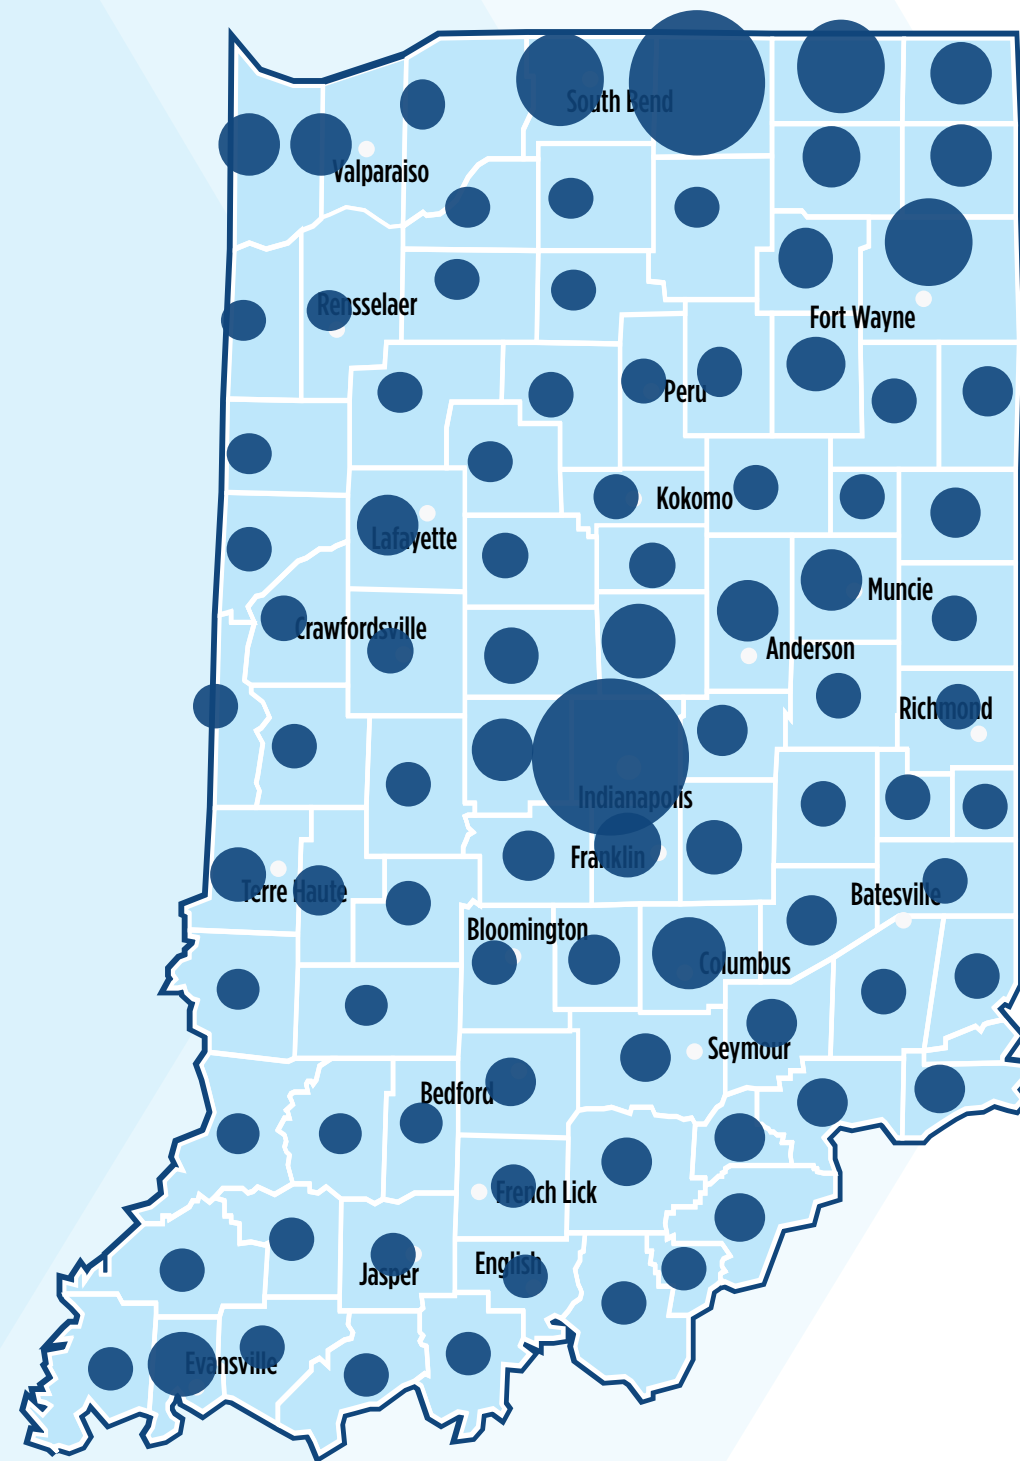 South Bend
Valparaiso
Rensselaer
Fort Wayne
Peru
Kokomo
Lafayette
Muncie
Crawfordsville
Anderson
Richmond
Indianapolis
Franklin
Terre Haute
Batesville
Bloomington
Columbus
Seymour
Bedford
French Lick
English
Jasper
Evansville